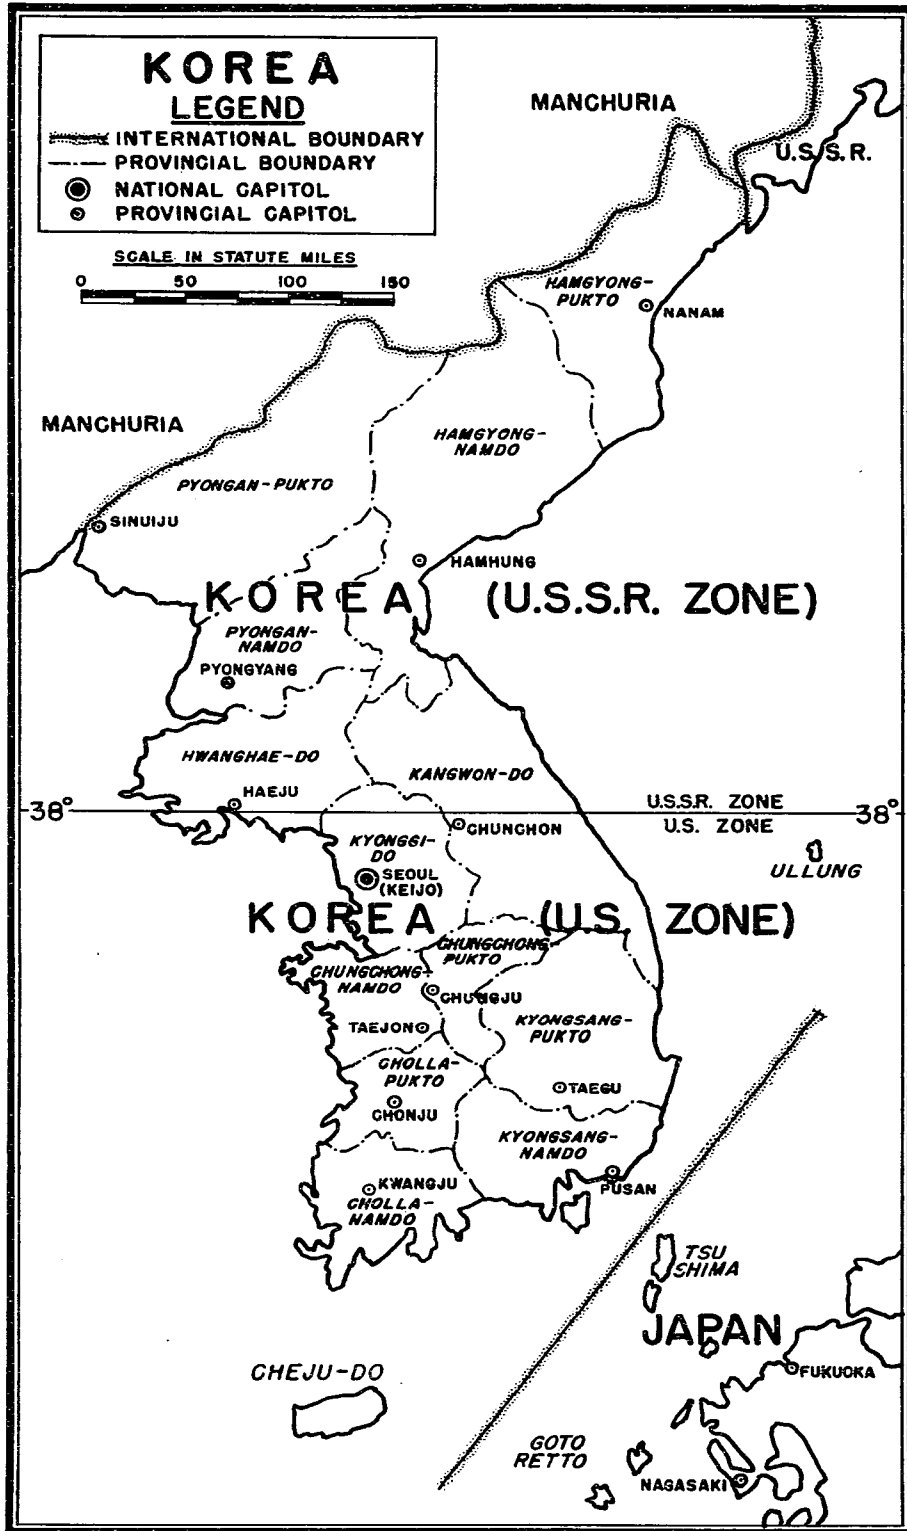 KOREA
LEGEND
INTERNATIONAL BOUNDARY
PROVINCIAL BOUNDARY
NATIONAL CAPITOL
PROVINCIAL CAPITOL
SCALE IN STATUTE MILES
0 50 100 150
MANCHURIA
U.S.S.R.
HAMGYONG-
PUKTO
NANAM
MANCHURIA
HAMGYONG-
NAMDO
PYONGAN-PUKTO
SINUIJU
HAMHUNG
KOREA (U.S.S.R. ZONE)
PYONGAN-
NAMDO
PYONGYANG
HWANGHAE-DO
KANGWON-DO
HAEJU
U.S.S.R. ZONE
38° 38°
U.S. ZONE
CHUNCHON
KYONGGI-
DO
SEOUL
(KEIJO)
ULLUNG
KOREA (U.S. ZONE)
CHUNGCHONG-
PUKTO
CHUNGCHONG-
NAMDO
CHUNGJU
TAEJON
KYONGSANG-
PUKTO
CHOLLA-
PUKTO
TAEGU
CHONJU
KYONGSANG-
NAMDO
PUSAN
KWANGJU
CHOLLA-
NAMDO
TSU
SHIMA
JAPAN
FUKUOKA
CHEJU-DO
GOTO
RETTO
NAGASAKI